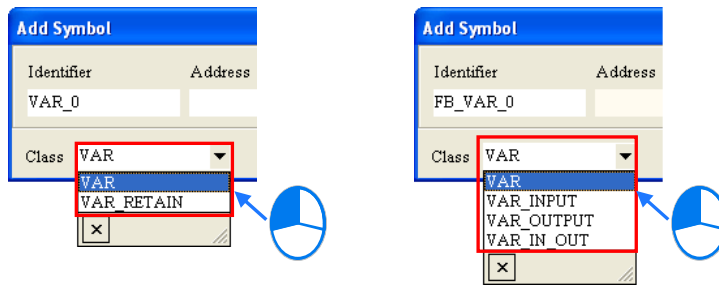 Add Symbol
Identifier Address
VAR_0
Class VAR
VAR
VAR_RETAIN
Add Symbol
Identifier Address
FB_VAR_0
Class VAR
VAR
VAR_INPUT
VAR_OUTPUT
VAR_IN_OUT